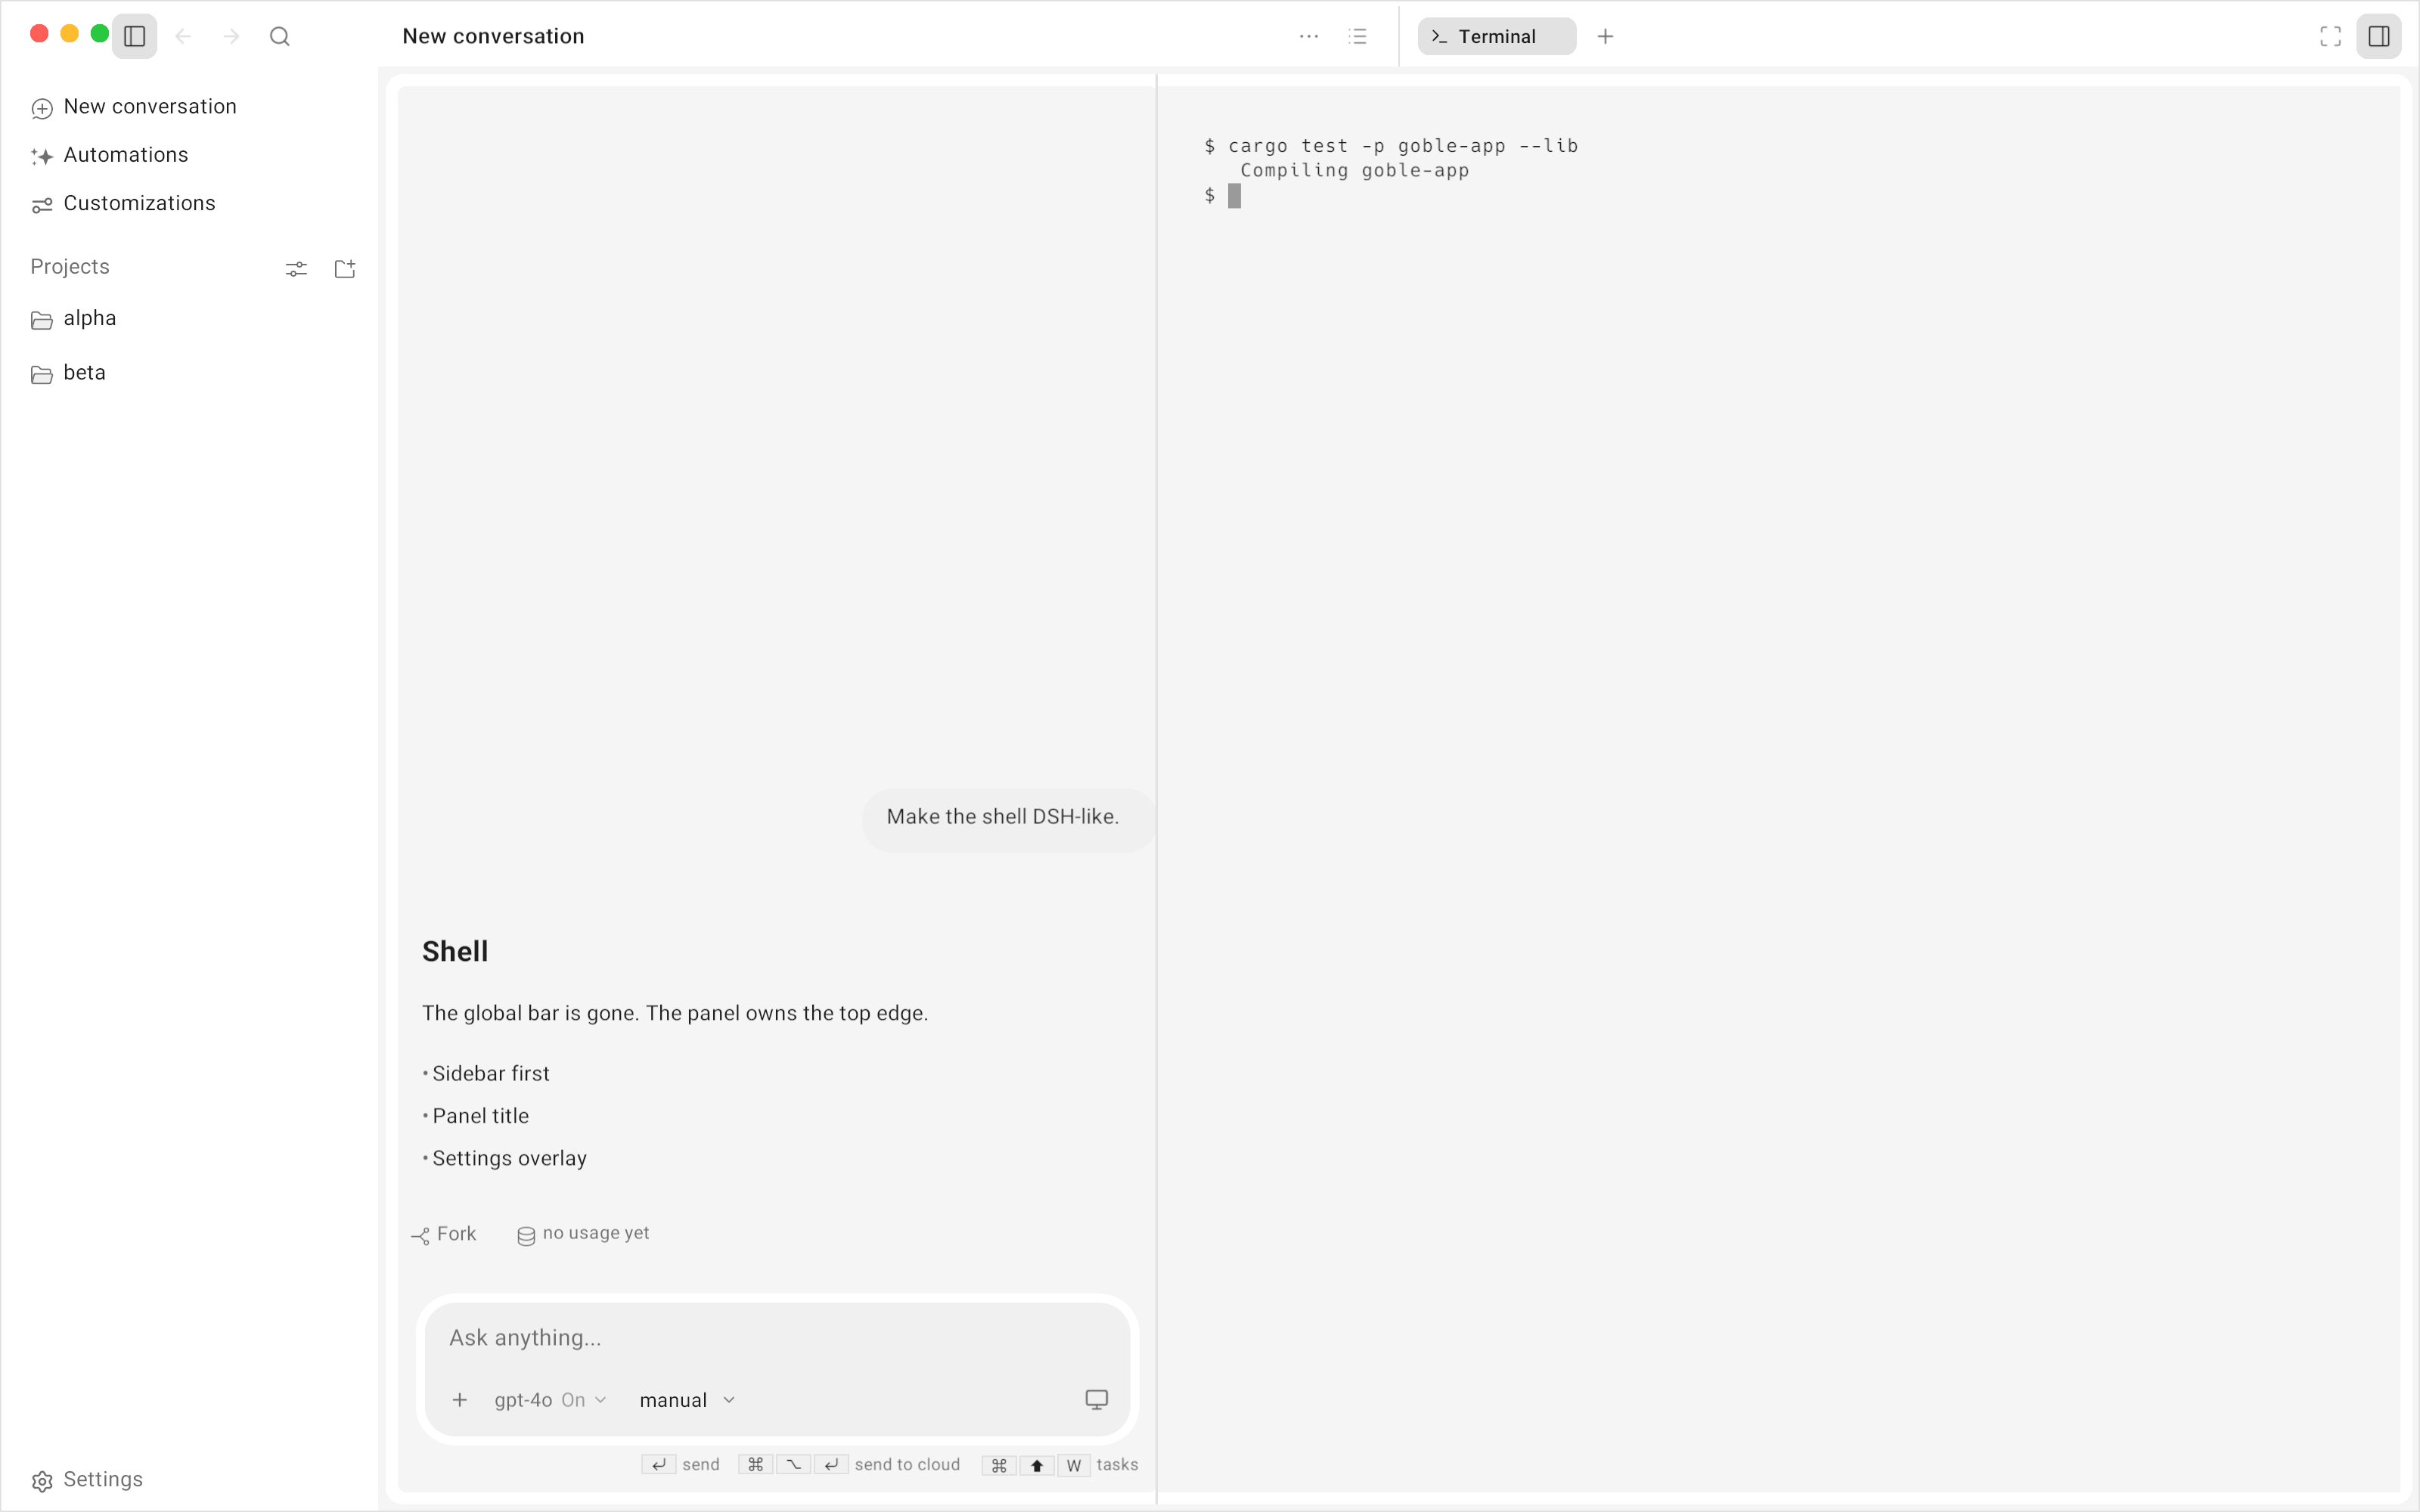 New conversation
Terminal
New conversation
Automations
Customizations
Projects
alpha
beta
Settings
Make the shell DSH-like.
Shell
The global bar is gone. The panel owns the top edge.
• Sidebar first
• Panel title
• Settings overlay
Fork no usage yet
Ask anything...
+ gpt-4o On manual
↵ send ⌘ ⌥ ↵ send to cloud ⌘ ⬆ W tasks
$ cargo test -p goble-app --lib
Compiling goble-app
$